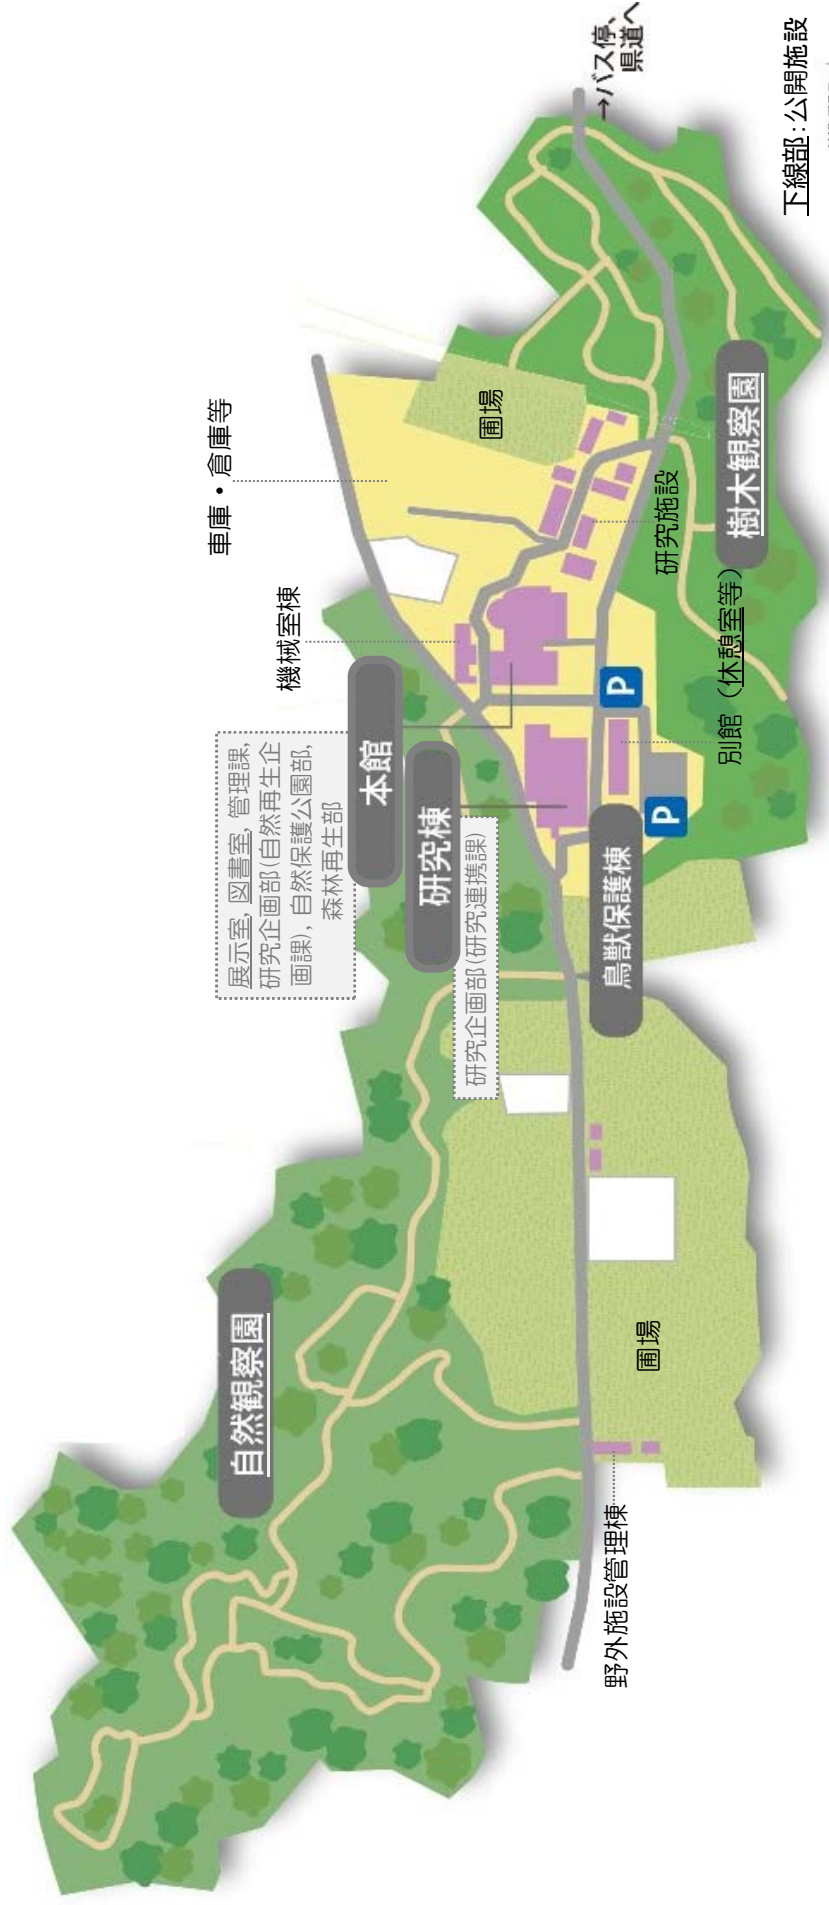 自然観察園
展示室, 図書室, 管理課,
研究企画部(自然再生企
画課), 自然保護公園部,
森林再生部
本館
機械室棟
車庫・倉庫等
研究棟
研究企画部(研究連携課)
圃場
→バス停、
県道へ
野外施設管理棟
圃場
鳥獣保護棟
P
P
別館（休憩室等）
研究施設
樹木観察園
下線部:公開施設